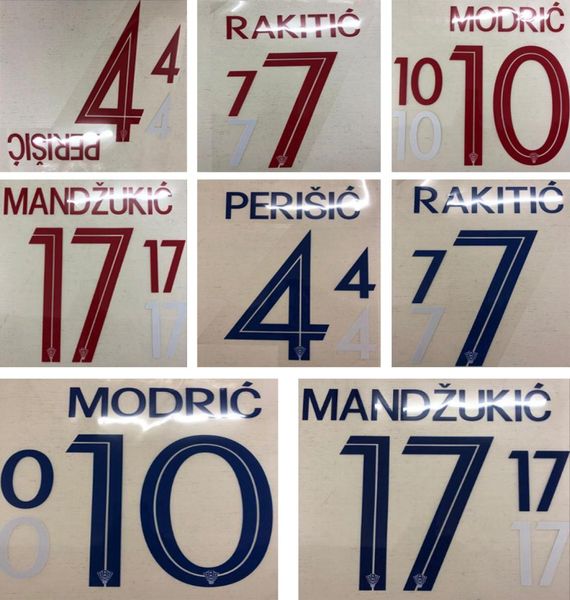 4 4
4
PERIŠIĆ
RAKITIĆ
7 7
7
MODRIĆ
10 10
10
MANDŽUKIĆ
17 17
17
PERIŠIĆ
4 4
4
RAKITIĆ
7 7
7
MODRIĆ
0 10
0
MANDŽUKIĆ
17 17
17